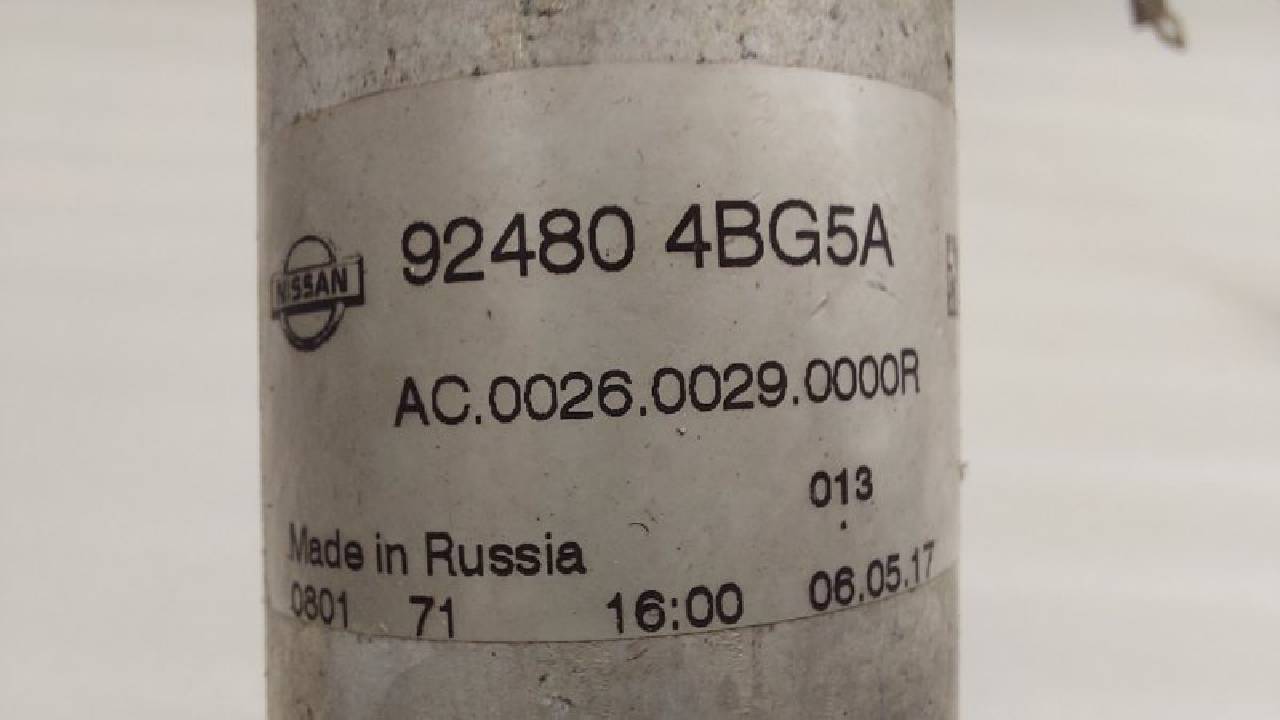 NISSAN
92480 4BG5A
AC.0026.0029.0000R
013
Made in Russia
0801 71 16:00 06.05.17